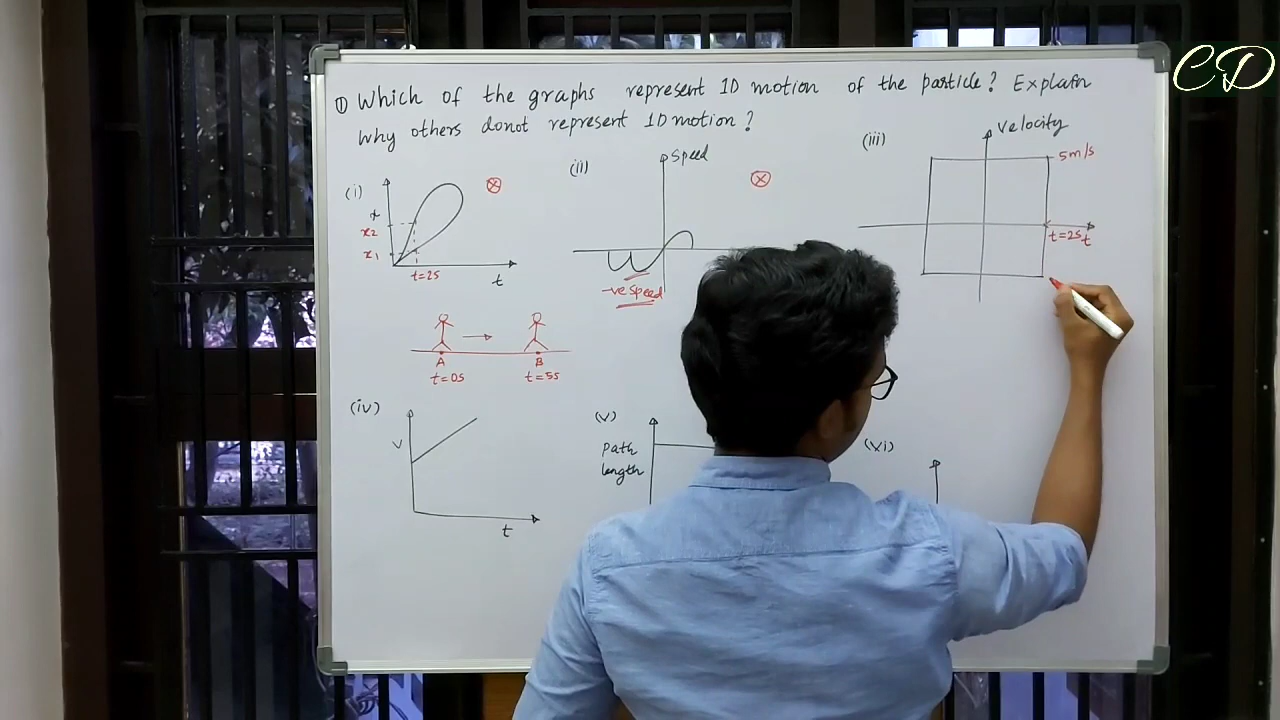 CD
① Which of the graphs represent 1D motion of the particle? Explain
why others donot represent 1D motion?
(i)
x
x2
x1
t=2s
t
(ii)
Speed
-ve Speed
(iii)
Velocity
5m/s
t=2s
t
A
B
t=0s
t=5s
(iv)
V
t
(v)
Path
length
(vi)